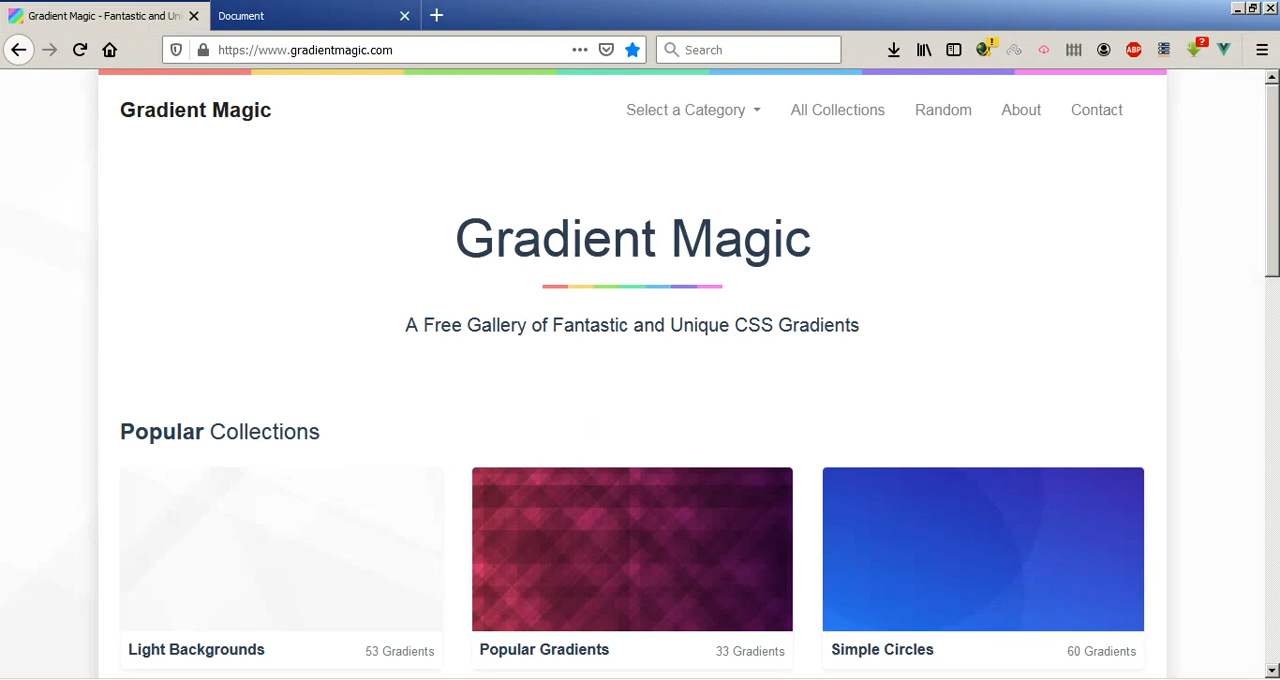 Gradient Magic - Fantastic and Uni
Document
https://www.gradientmagic.com
Search
ABP
Gradient Magic
Select a Category
All Collections
Random
About
Contact
Gradient Magic
A Free Gallery of Fantastic and Unique CSS Gradients
Popular Collections
Light Backgrounds
53 Gradients
Popular Gradients
33 Gradients
Simple Circles
60 Gradients